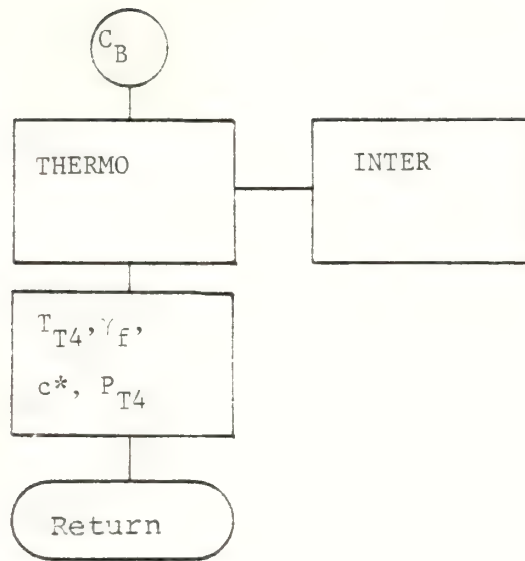 C_B
THERMO
INTER
T_T4, γ_f,
c*, P_T4
Return